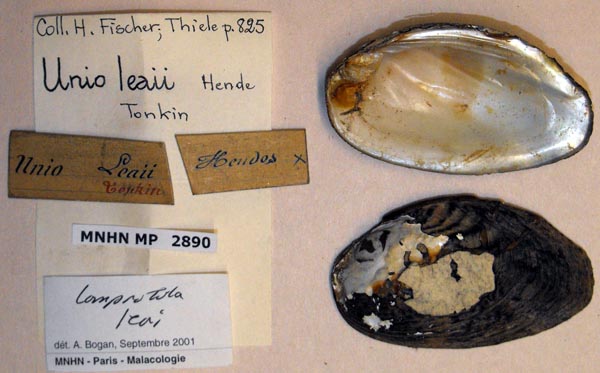 Coll. H. Fischer; Thiele p. 825
Unio leaii Hende
Tonkin
Unio Leaii
Tonkin
Hendes x
MNHN MP 2890
Lamprotula
leai
dét. A. Bogan, Septembre 2001
MNHN - Paris - Malacologie